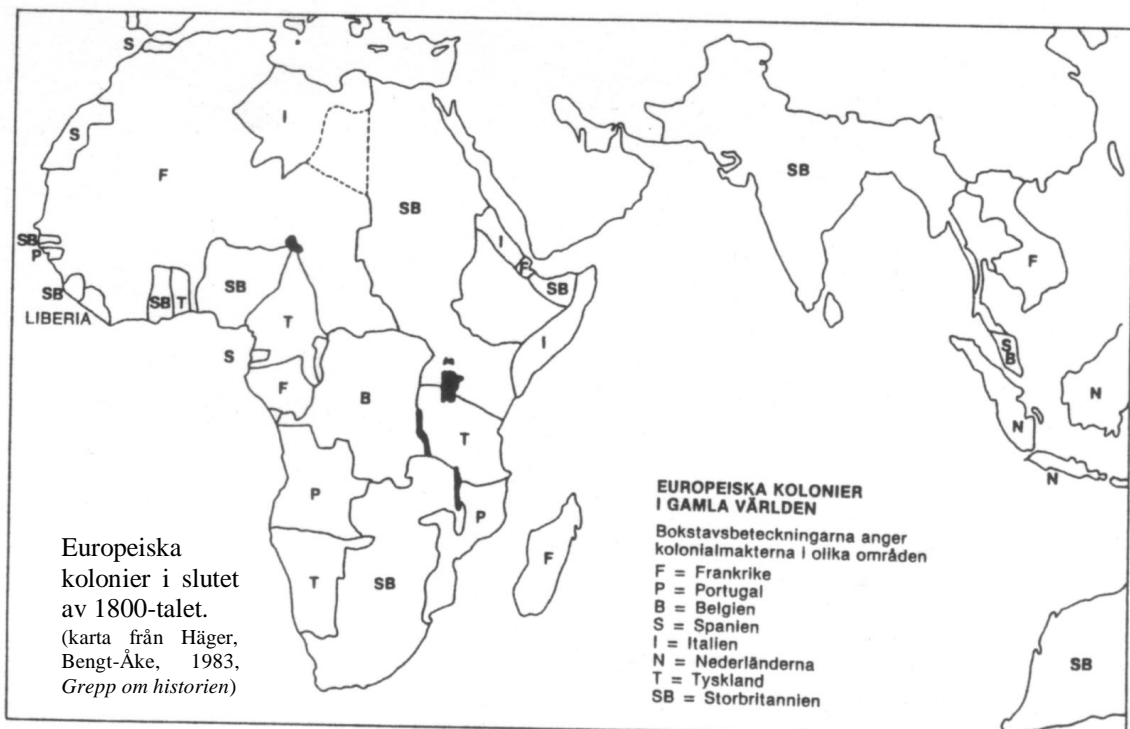 S
I
S
F
SB
SB
SB
I
P
F
SB
SB
SB
T
SB
F
LIBERIA
T
I
S
S
B
F
B
N
T
N
P
P
N
F
T
SB
SB
Europeiska
kolonier i slutet
av 1800-talet.
(karta från Häger,
Bengt-Åke, 1983,
Grepp om historien)
EUROPEISKA KOLONIER
I GAMLA VÄRLDEN
Bokstavsbeteckningarna anger
kolonialmakterna i olika områden
F = Frankrike
P = Portugal
B = Belgien
S = Spanien
I = Italien
N = Nederländerna
T = Tyskland
SB = Storbritannien